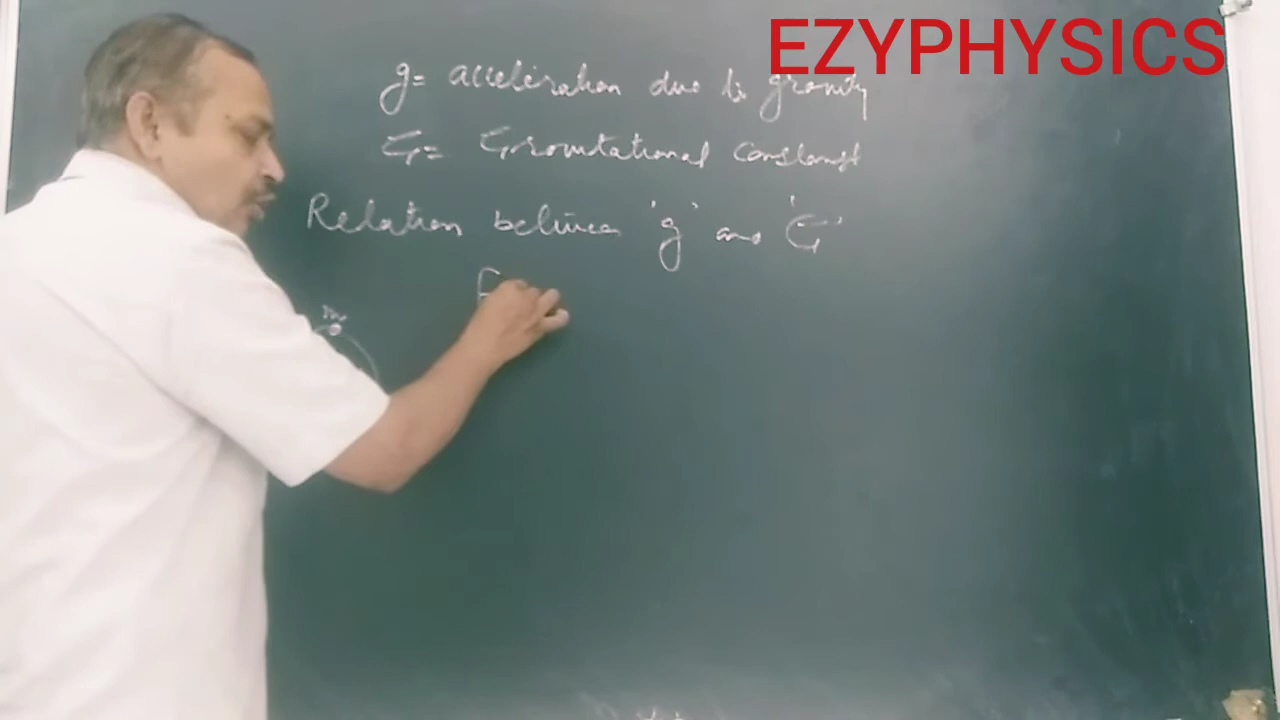 EZYPHYSICS
g = acceleration due to gravity
G = Gravitational constant
Relation between 'g' and 'G'
m